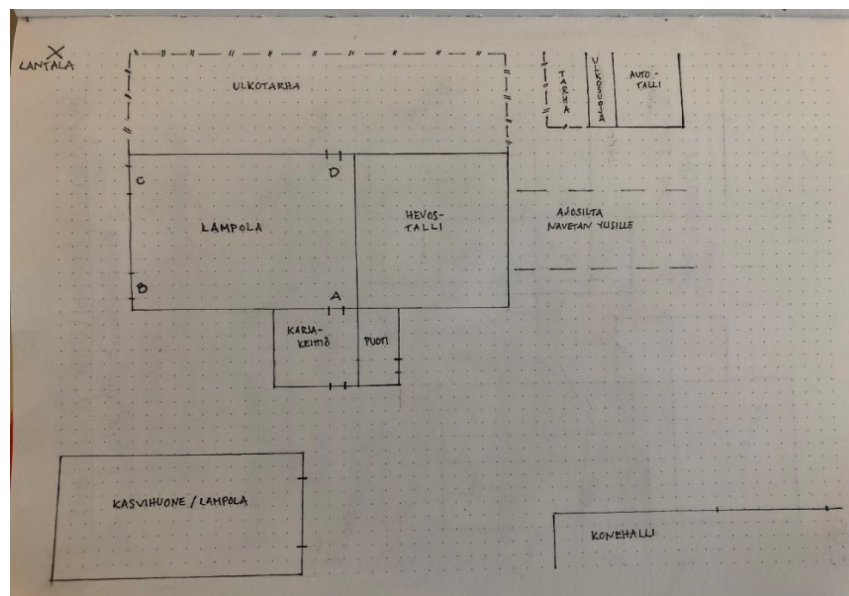 X
LANTALA
ULKOTARHA
TARHA
ULKOSUOJA
AUTO-
TALLI
C
D
LAMPOLA
HEVOS-
TALLI
AJOSILTA
NAVETAN YLISILLE
B
A
KARJA-
KEITTIÖ
PUOTI
KASVIHUONE / LAMPOLA
KONEHALLI